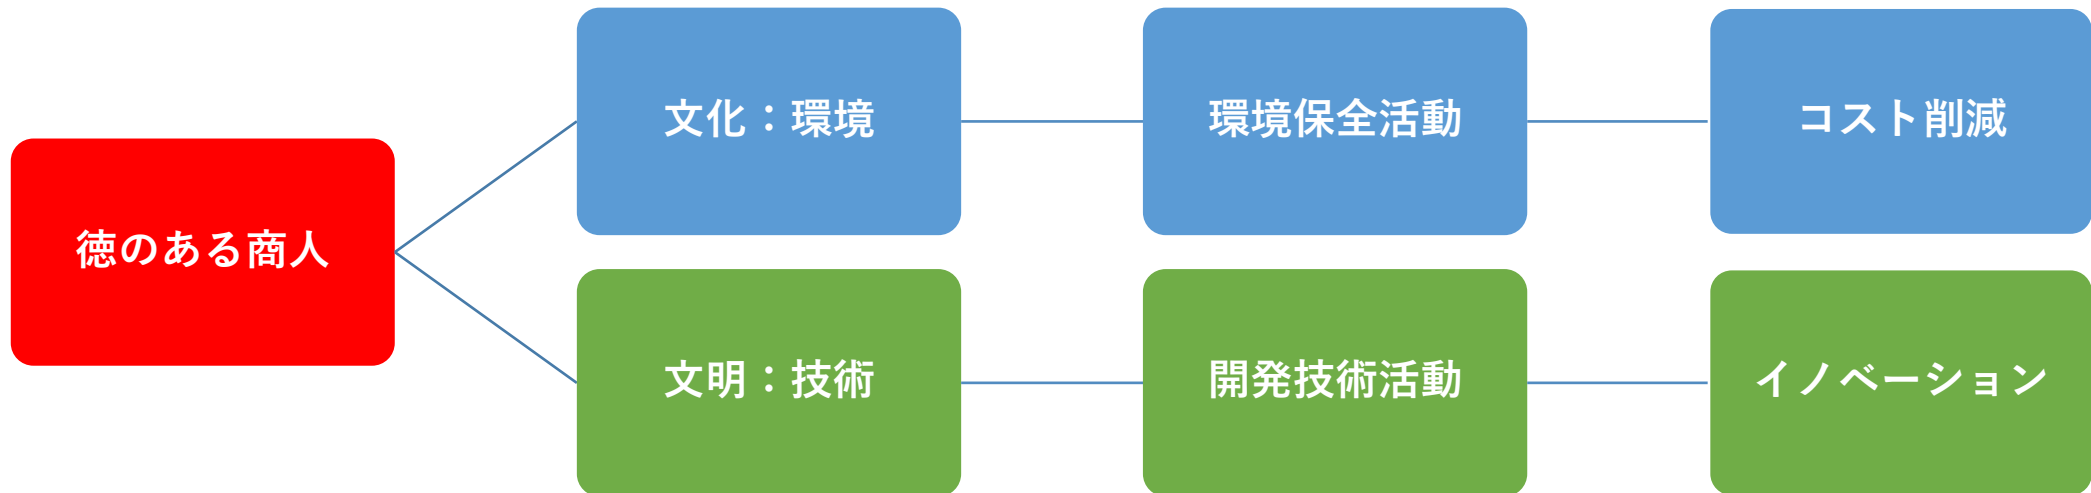 徳のある商人
文化：環境
環境保全活動
コスト削減
文明：技術
開発技術活動
イノベーション